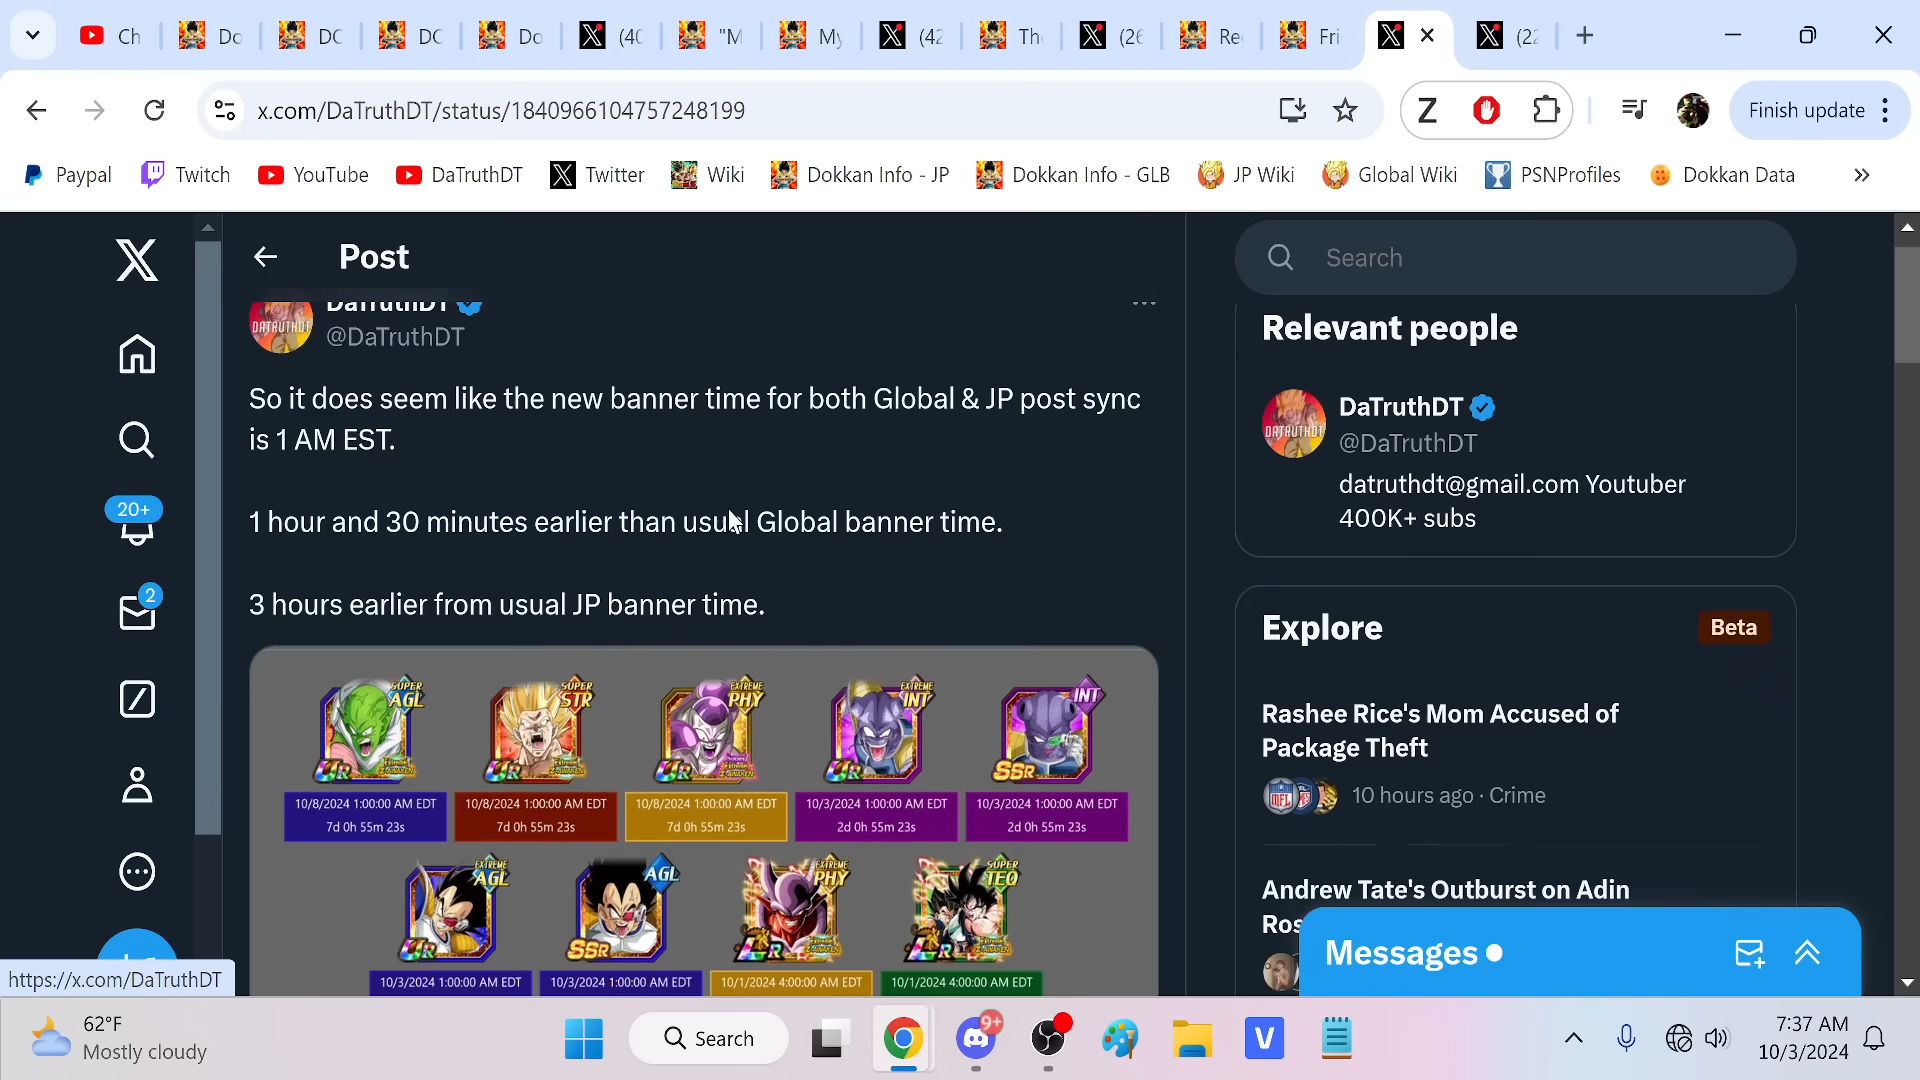 Ch
Do
DC
DC
Do
(40
"M
My
(42
Th
(26
Re
Fri
(22
x.com/DaTruthDT/status/1840966104757248199
Finish update
Paypal
Twitch
YouTube
DaTruthDT
Twitter
Wiki
Dokkan Info - JP
Dokkan Info - GLB
JP Wiki
Global Wiki
PSNProfiles
Dokkan Data
Post
Search
DaTruthDT
@DaTruthDT
So it does seem like the new banner time for both Global & JP post sync
is 1 AM EST.
1 hour and 30 minutes earlier than usual Global banner time.
3 hours earlier from usual JP banner time.
SUPER AGL
SUPER STR
EXTREME PHY
EXTREME INT
INT
UR
UR
UR
UR
SSR
10/8/2024 1:00:00 AM EDT
7d 0h 55m 23s
10/8/2024 1:00:00 AM EDT
7d 0h 55m 23s
10/8/2024 1:00:00 AM EDT
7d 0h 55m 23s
10/3/2024 1:00:00 AM EDT
2d 0h 55m 23s
10/3/2024 1:00:00 AM EDT
2d 0h 55m 23s
EXTREME AGL
AGL
EXTREME PHY
SUPER TEQ
UR
SSR
LR
LR
10/3/2024 1:00:00 AM EDT
10/3/2024 1:00:00 AM EDT
10/1/2024 4:00:00 AM EDT
10/1/2024 4:00:00 AM EDT
20+
2
Relevant people
DaTruthDT
@DaTruthDT
datruthdt@gmail.com Youtuber
400K+ subs
Explore
Beta
Rashee Rice's Mom Accused of
Package Theft
10 hours ago · Crime
Andrew Tate's Outburst on Adin
Ros
Messages
https://x.com/DaTruthDT
62°F
Mostly cloudy
Search
9+
V
7:37 AM
10/3/2024